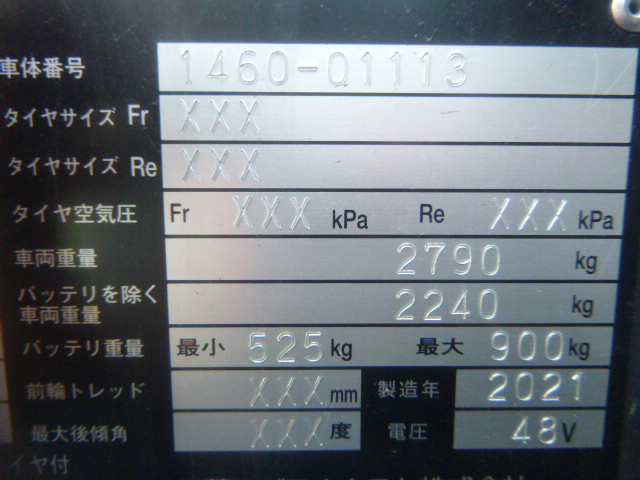 車体番号 1460-01113
タイヤサイズ Fr XXX
タイヤサイズ Re XXX
タイヤ空気圧 Fr XXX kPa Re XXX kPa
車両重量 2790 kg
バッテリを除く
車両重量 2240 kg
バッテリ重量 最小 525 kg 最大 900 kg
前輪トレッド XXX mm 製造年 2021
最大後傾角 XXX 度 電圧 48 V
イヤ付